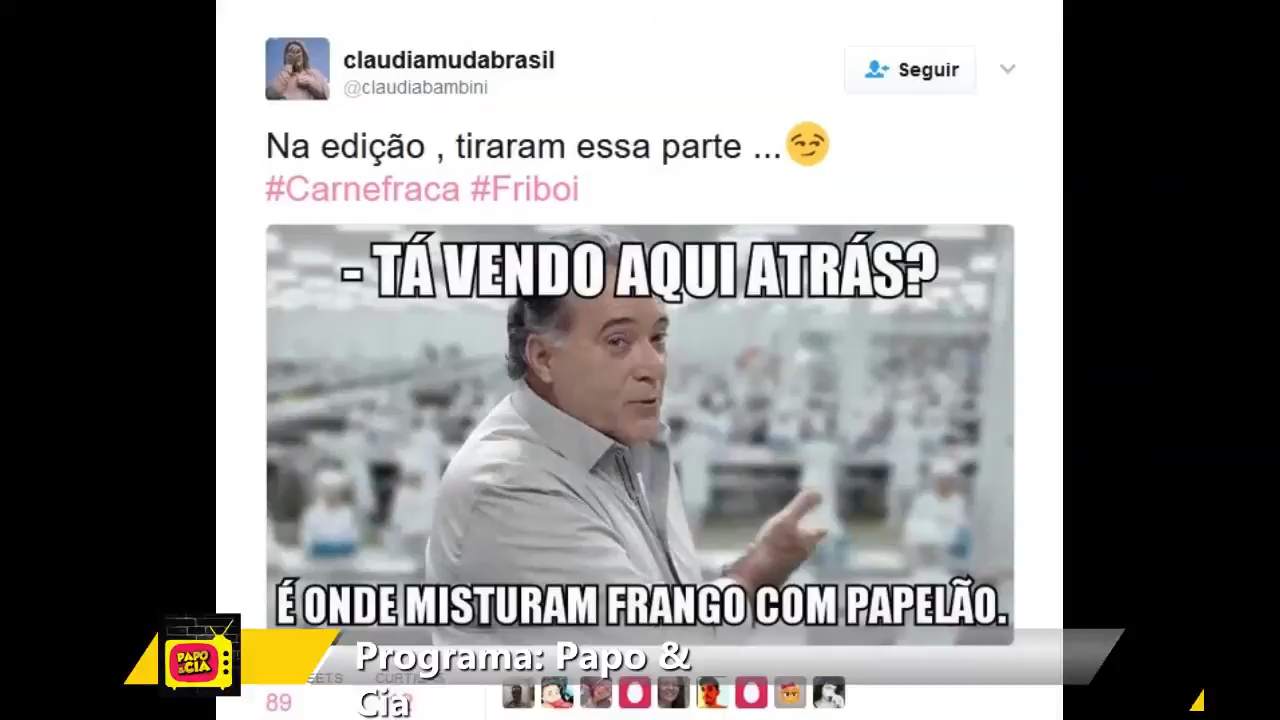 claudiamudabrasil
@claudiabambini
Seguir
Na edição , tiraram essa parte ...😏
#Carnefraca #Friboi
- TÁ VENDO AQUI ATRÁS?
É ONDE MISTURAM FRANGO COM PAPELÃO.
PAPO
&CIA
Programa: Papo &
Cia
89